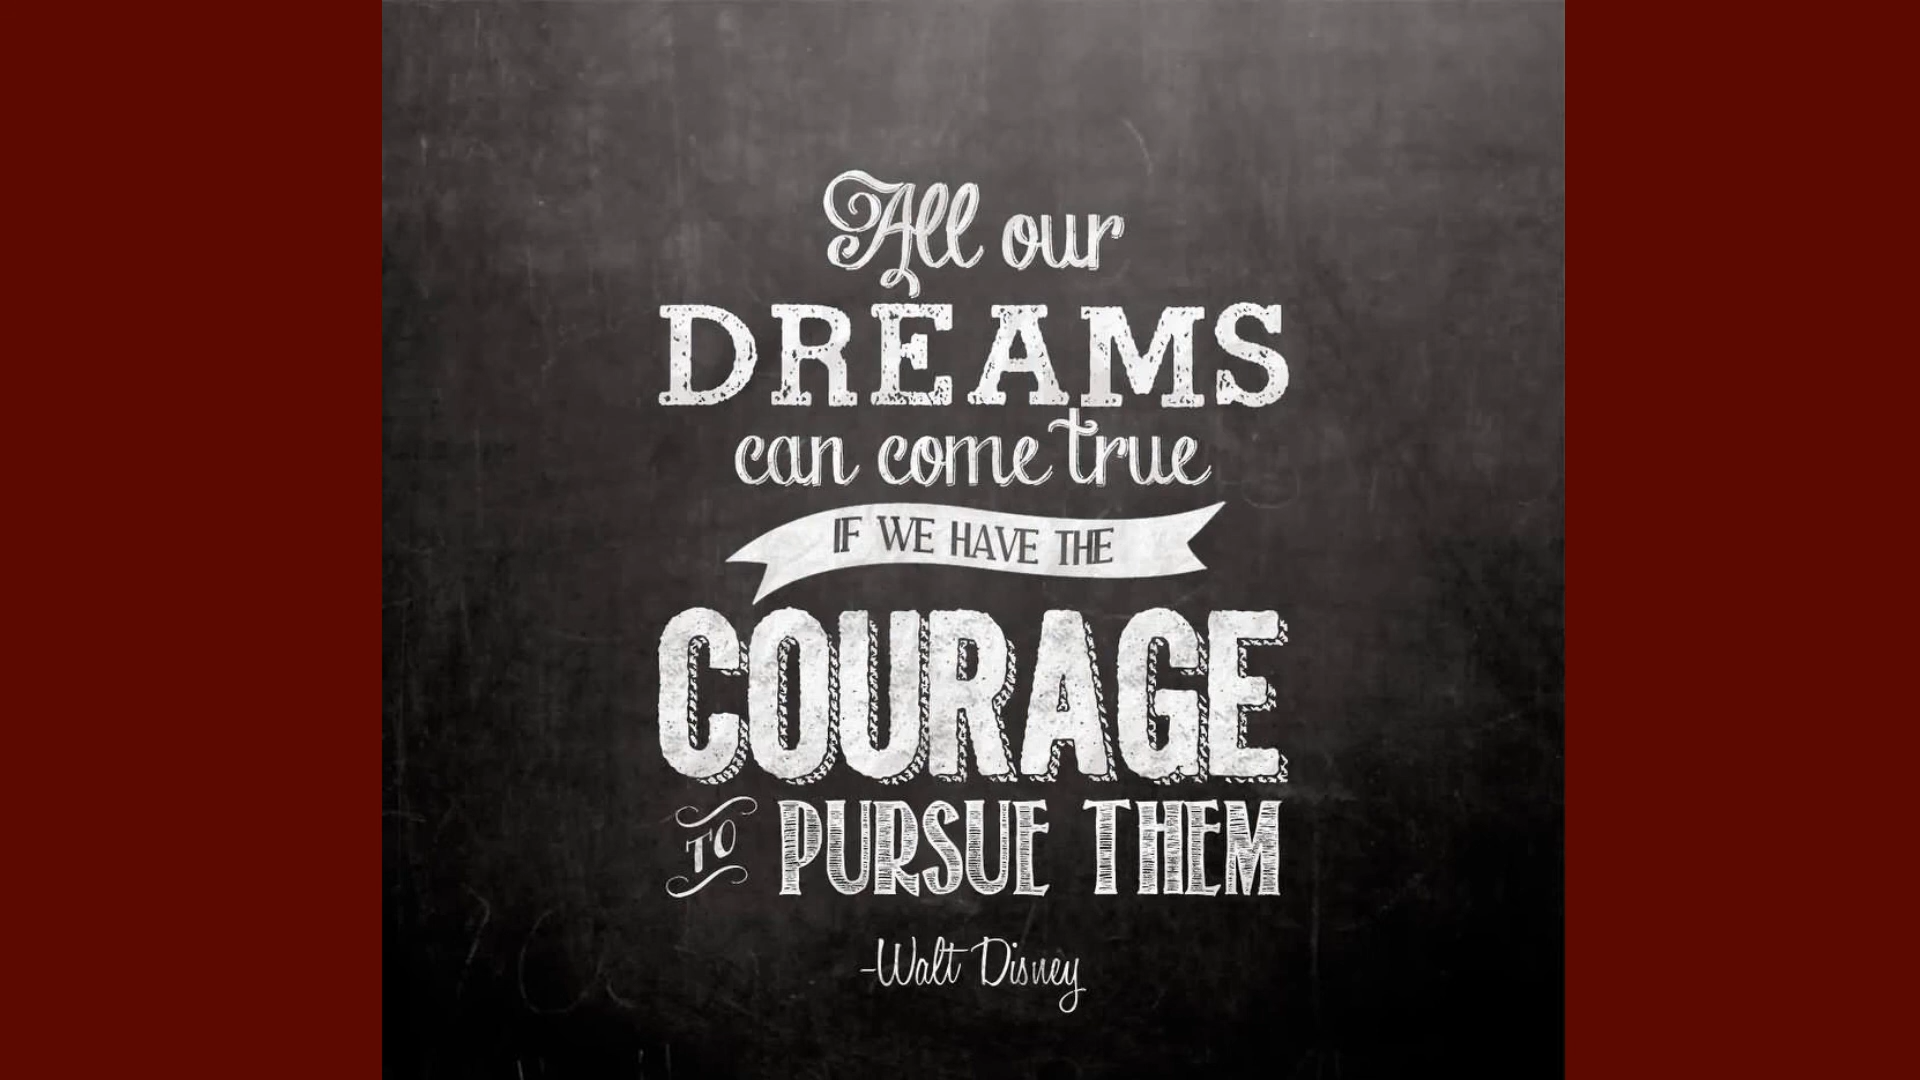 All our
DREAMS
can come true
IF WE HAVE THE
COURAGE
TO PURSUE THEM
-Walt Disney